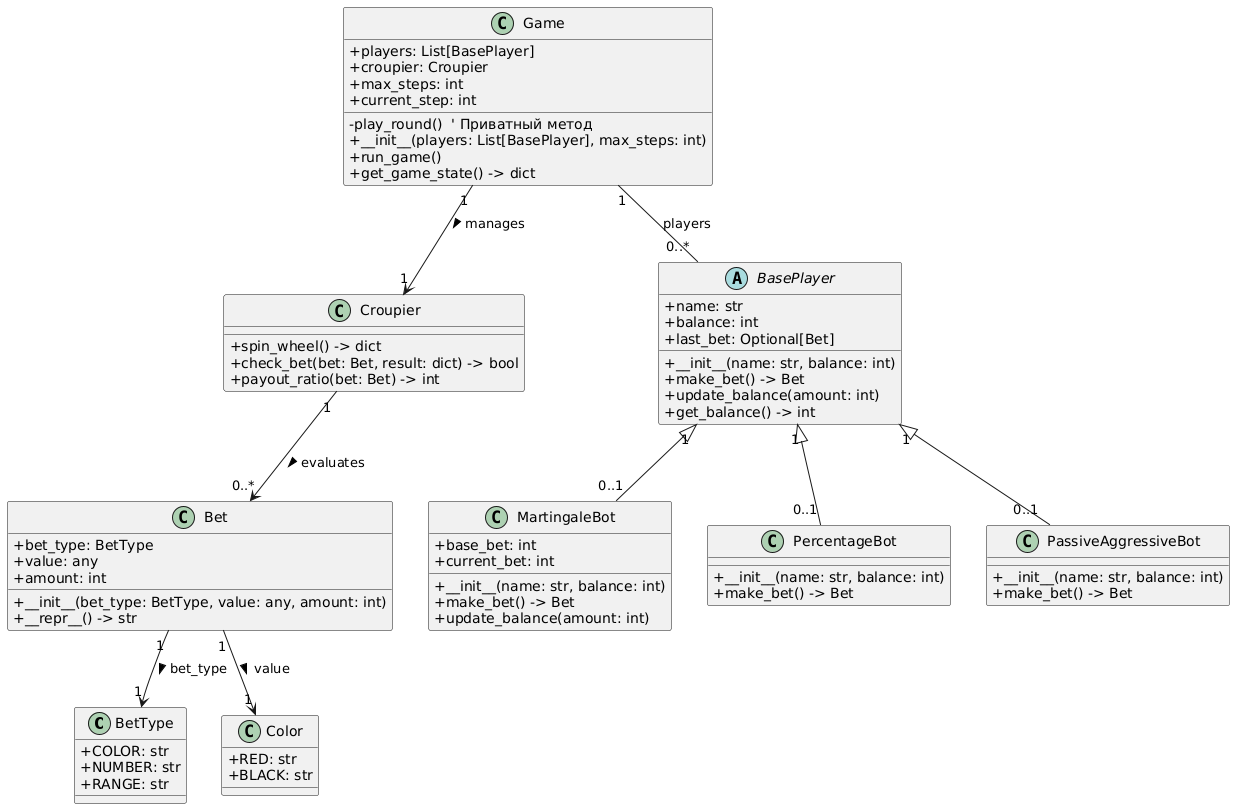 C Game
+players: List[BasePlayer]
+croupier: Croupier
+max_steps: int
+current_step: int
-play_round()  ' Приватный метод
+__init__(players: List[BasePlayer], max_steps: int)
+run_game()
+get_game_state() -> dict
1
1
manages
players
1
0..*
C Croupier
+spin_wheel() -> dict
+check_bet(bet: Bet, result: dict) -> bool
+payout_ratio(bet: Bet) -> int
A BasePlayer
+name: str
+balance: int
+last_bet: Optional[Bet]
+__init__(name: str, balance: int)
+make_bet() -> Bet
+update_balance(amount: int)
+get_balance() -> int
1
1
1
1
evaluates
0..*
0..1
0..1
0..1
C Bet
+bet_type: BetType
+value: any
+amount: int
+__init__(bet_type: BetType, value: any, amount: int)
+__repr__() -> str
C MartingaleBot
+base_bet: int
+current_bet: int
+__init__(name: str, balance: int)
+make_bet() -> Bet
+update_balance(amount: int)
C PercentageBot
+__init__(name: str, balance: int)
+make_bet() -> Bet
C PassiveAggressiveBot
+__init__(name: str, balance: int)
+make_bet() -> Bet
1
1
bet_type
value
1
1
C BetType
+COLOR: str
+NUMBER: str
+RANGE: str
C Color
+RED: str
+BLACK: str